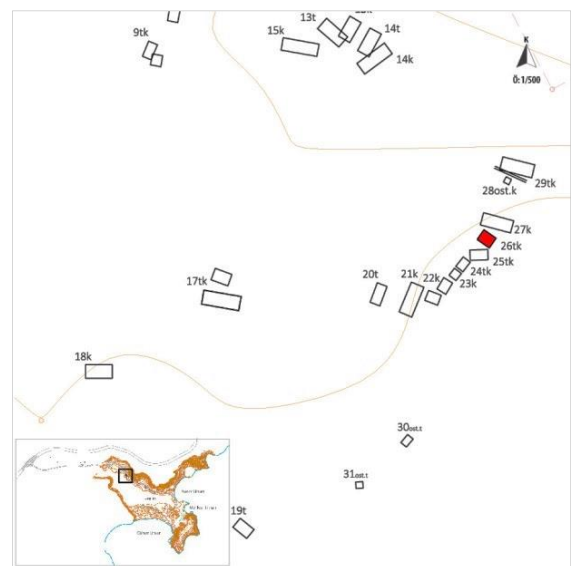 13t
14t
9tk
15k
14k
K
Ö:1/500
28ost.k
29tk
27k
26tk
25tk
24tk
23k
22k
21k
20t
17tk
18k
30ost.t
31ost.t
19t